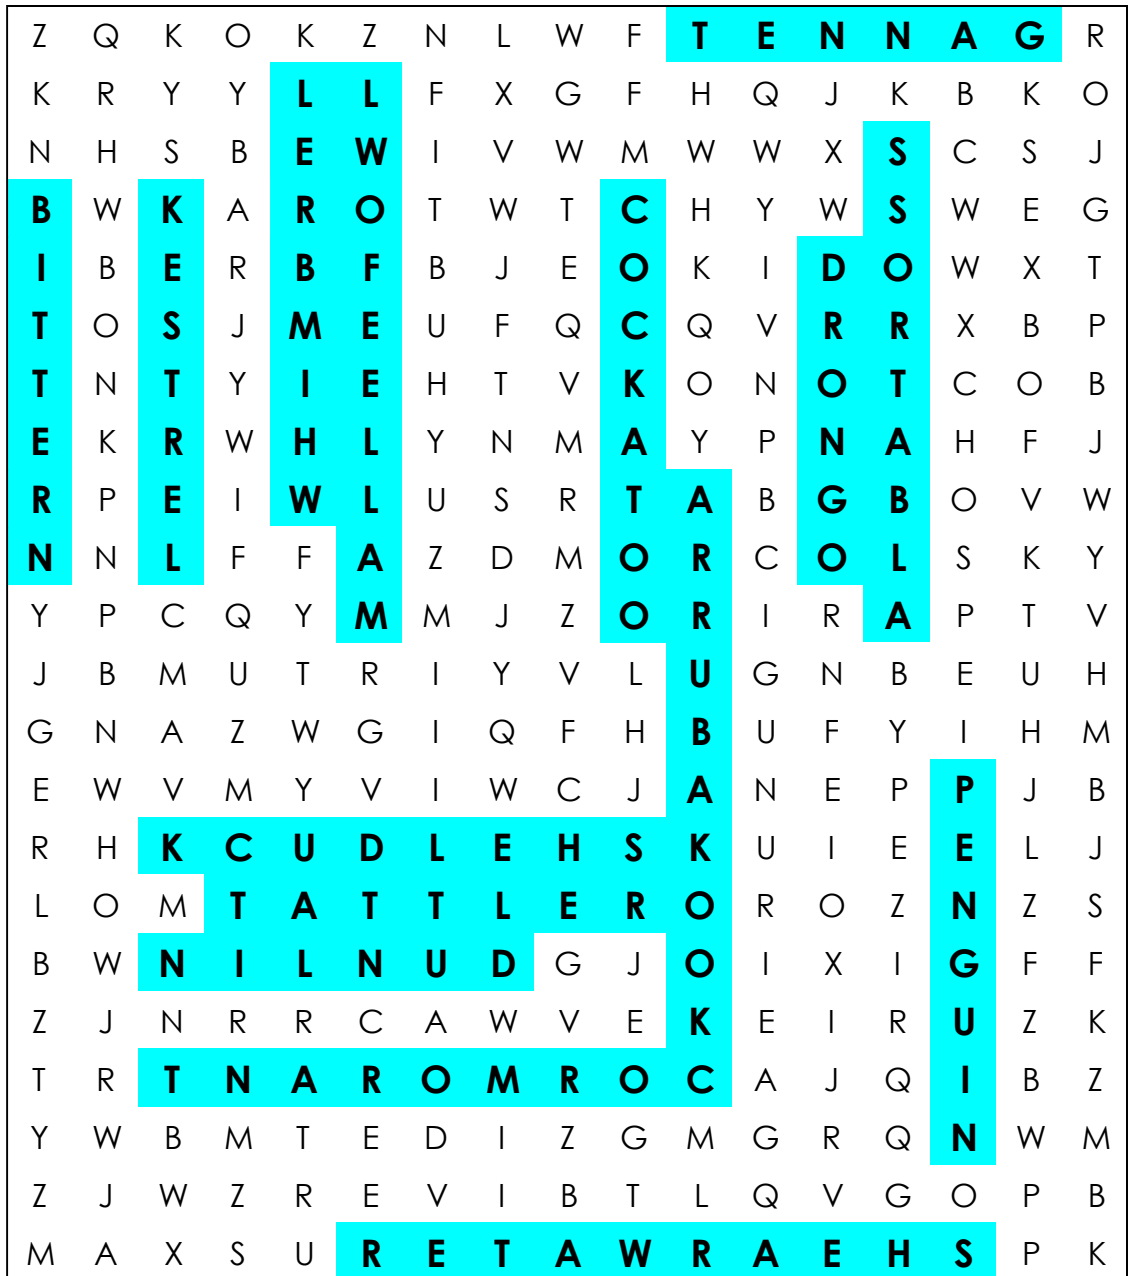 Z Q K O K Z N L W F T E N N A G R
K R Y Y L L F X G F H Q J K B K O
N H S B E W I V W M W W X S C S J
B W K A R O T W T C H Y W S W E G
I B E R B F B J E O K I D O W X T
T O S J M E U F Q C Q V R R X B P
T N T Y I E H T V K O N O T C O B
E K R W H L Y N M A Y P N A H F J
R P E I W L U S R T A B G B O V W
N N L F F A Z D M O R C O L S K Y
Y P C Q Y M M J Z O R I R A P T V
J B M U T R I Y V L U G N B E U H
G N A Z W G I Q F H B U F Y I H M
E W V M Y V I W C J A N E P P J B
R H K C U D L E H S K U I E E L J
L O M T A T T L E R O R O Z N Z S
B W N I L N U D G J O I X I G F F
Z J N R R C A W V E K E I R U Z K
T R T N A R O M R O C A J Q I B Z
Y W B M T E D I Z G M G R Q N W M
Z J W Z R E V I B T L Q V G O P B
M A X S U R E T A W R A E H S P K